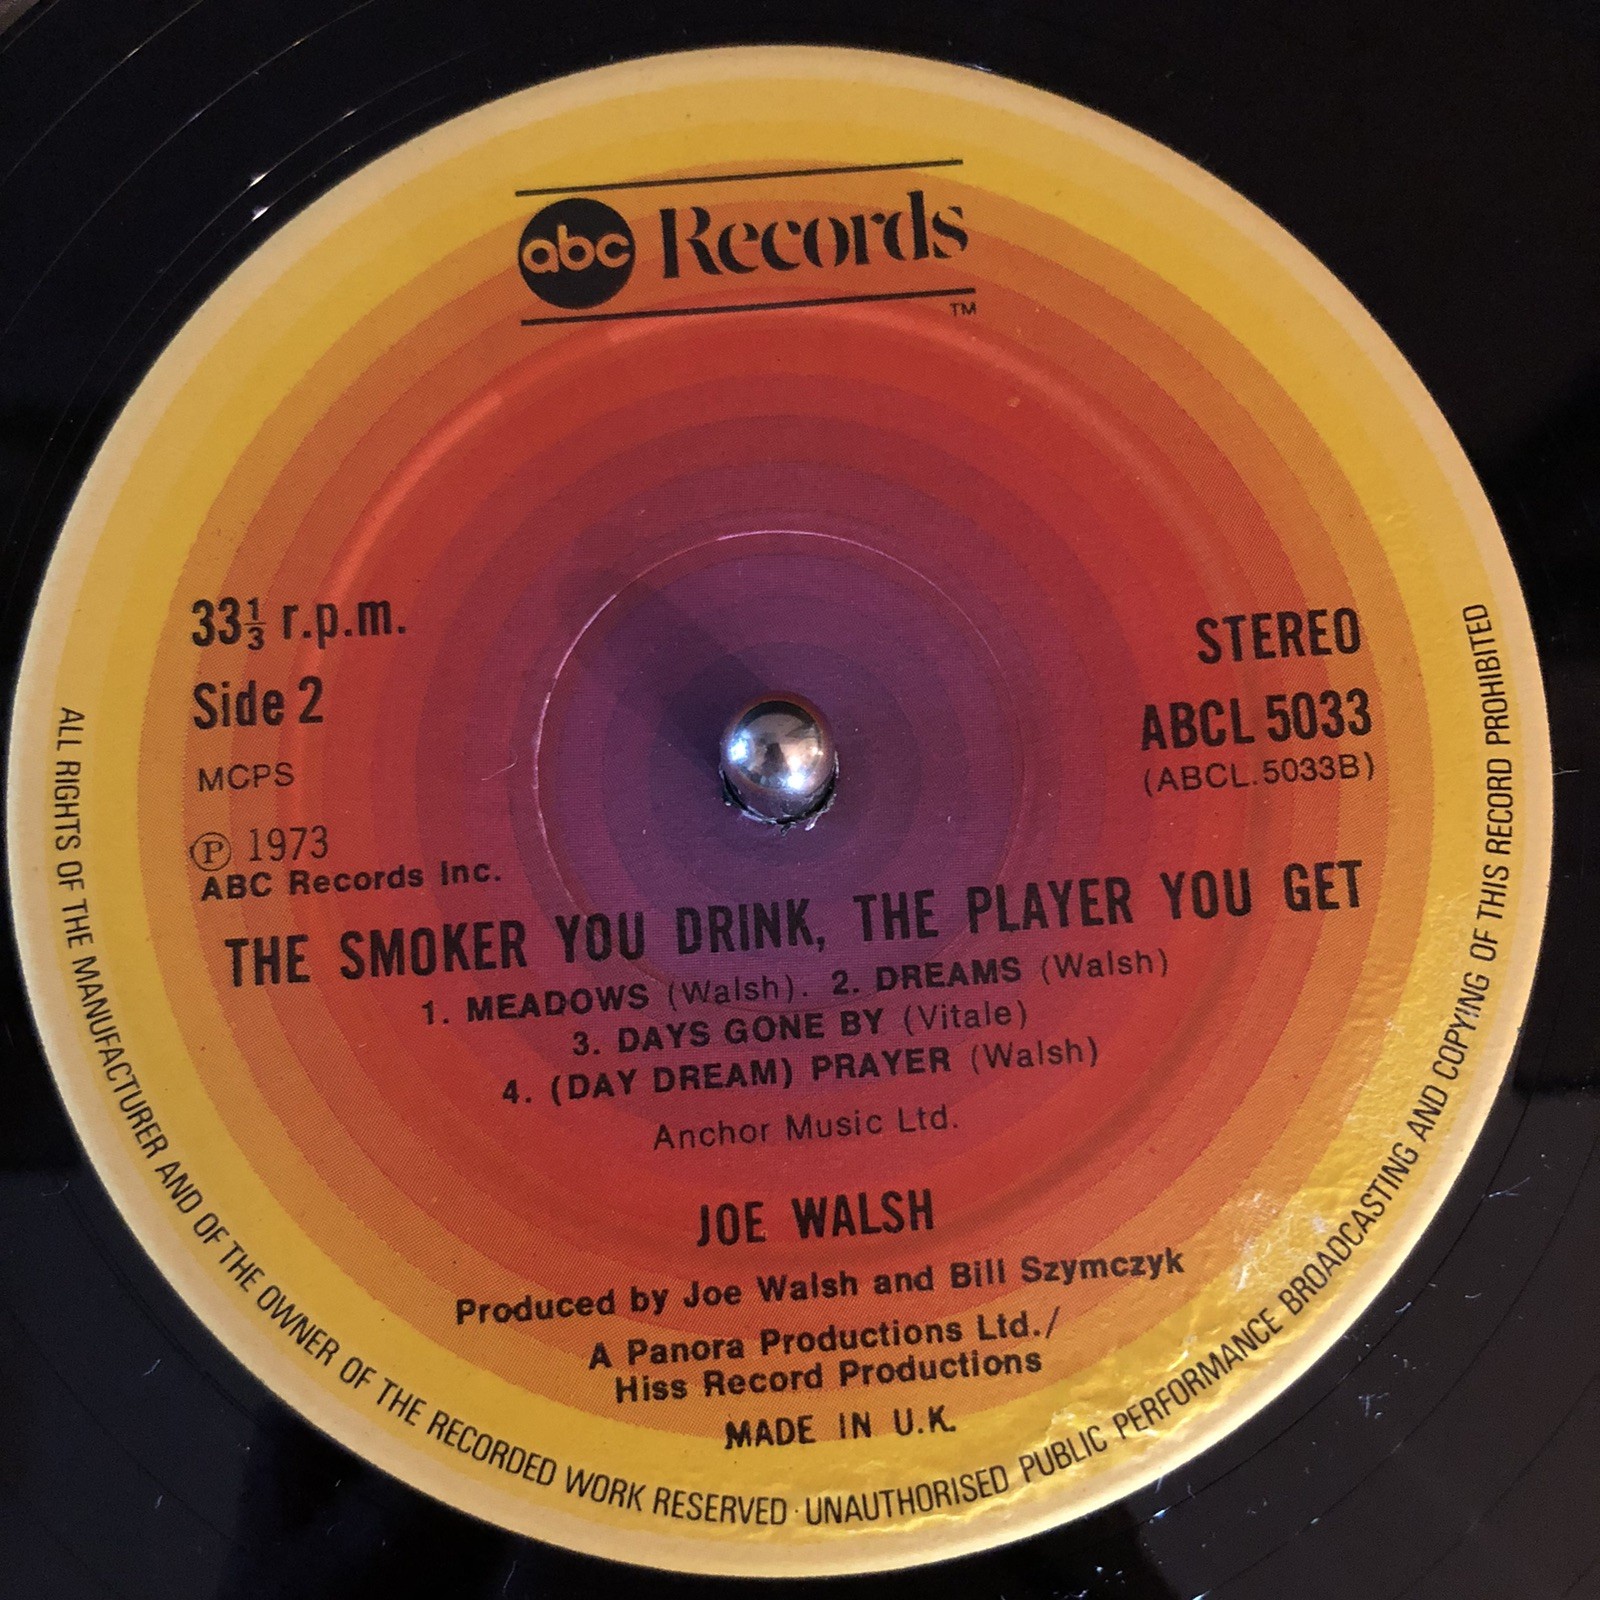 abc Records
TM
33⅓ r.p.m.
Side 2
MCPS
STEREO
ABCL 5033
(ABCL.5033B)
Ⓟ 1973
ABC Records Inc.
THE SMOKER YOU DRINK, THE PLAYER YOU GET
1. MEADOWS (Walsh). 2. DREAMS (Walsh)
3. DAYS GONE BY (Vitale)
4. (DAY DREAM) PRAYER (Walsh)
Anchor Music Ltd.
JOE WALSH
Produced by Joe Walsh and Bill Szymczyk
A Panora Productions Ltd./
Hiss Record Productions
MADE IN U.K.
ALL RIGHTS OF THE MANUFACTURER AND OF THE OWNER OF THE RECORDED WORK RESERVED · UNAUTHORISED PUBLIC PERFORMANCE BROADCASTING AND COPYING OF THIS RECORD PROHIBITED